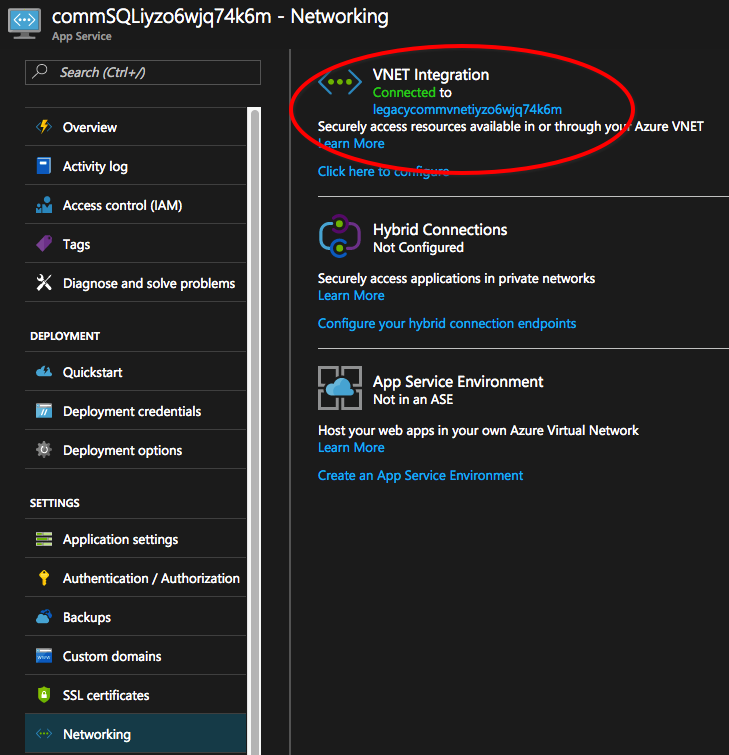 commSQLiyzo6wjq74k6m - Networking
App Service
Search (Ctrl+/)
Overview
Activity log
Access control (IAM)
Tags
Diagnose and solve problems
DEPLOYMENT
Quickstart
Deployment credentials
Deployment options
SETTINGS
Application settings
Authentication / Authorization
Backups
Custom domains
www
SSL certificates
Networking
VNET Integration
Connected to
legacycommvnetiyzo6wjq74k6m
Securely access resources available in or through your Azure VNET
Learn More
Click here to configure
Hybrid Connections
Not Configured
Securely access applications in private networks
Learn More
Configure your hybrid connection endpoints
App Service Environment
Not in an ASE
Host your web apps in your own Azure Virtual Network
Learn More
Create an App Service Environment